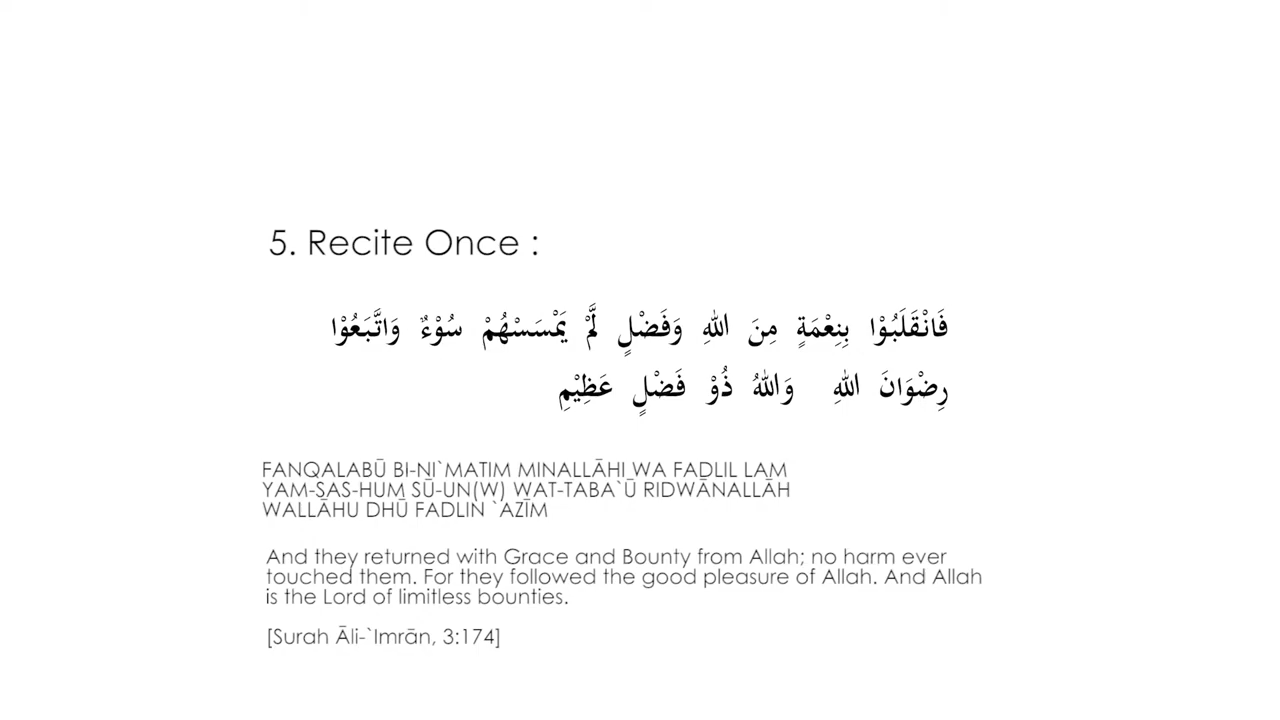 5. Recite Once :
فَانْقَلَبُوْا بِنِعْمَةٍ مِنَ اللهِ وَفَضْلٍ لَّمْ يَمْسَسْهُمْ سُوْءٌ وَاتَّبَعُوْا
رِضْوَانَ اللهِ وَاللهُ ذُوْ فَضْلٍ عَظِيْمِ
FANQALABŪ BI-NI`MATIM MINALLĀHI WA FADLIL LAM
YAM-SAS-HUM SŪ-UN(W) WAT-TABA`Ū RIDWĀNALLĀH
WALLĀHU DHŪ FADLIN `AZĪM
And they returned with Grace and Bounty from Allah; no harm ever
touched them. For they followed the good pleasure of Allah. And Allah
is the Lord of limitless bounties.
[Surah Āli-`Imrān, 3:174]